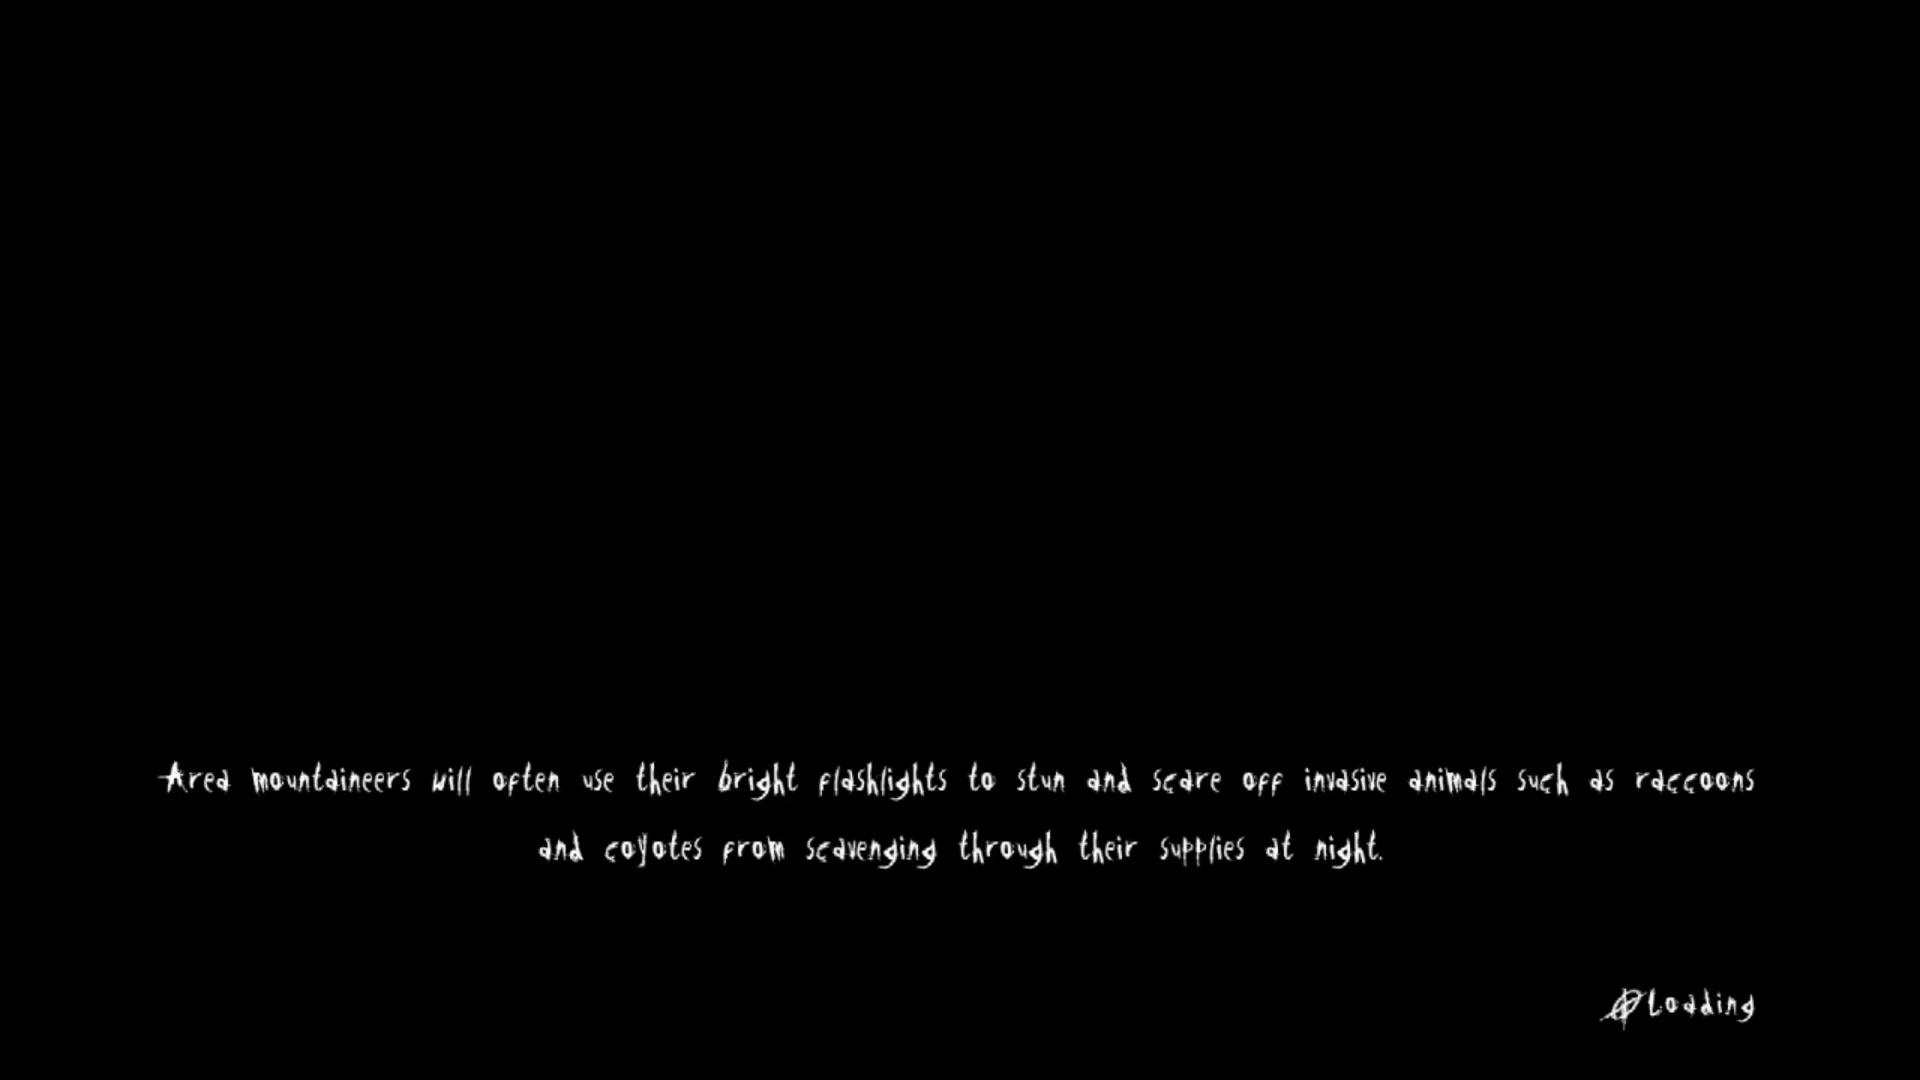 Area mountaineers will often use their bright flashlights to stun and scare off invasive animals such as raccoons
and coyotes from scavenging through their supplies at night.
Loading